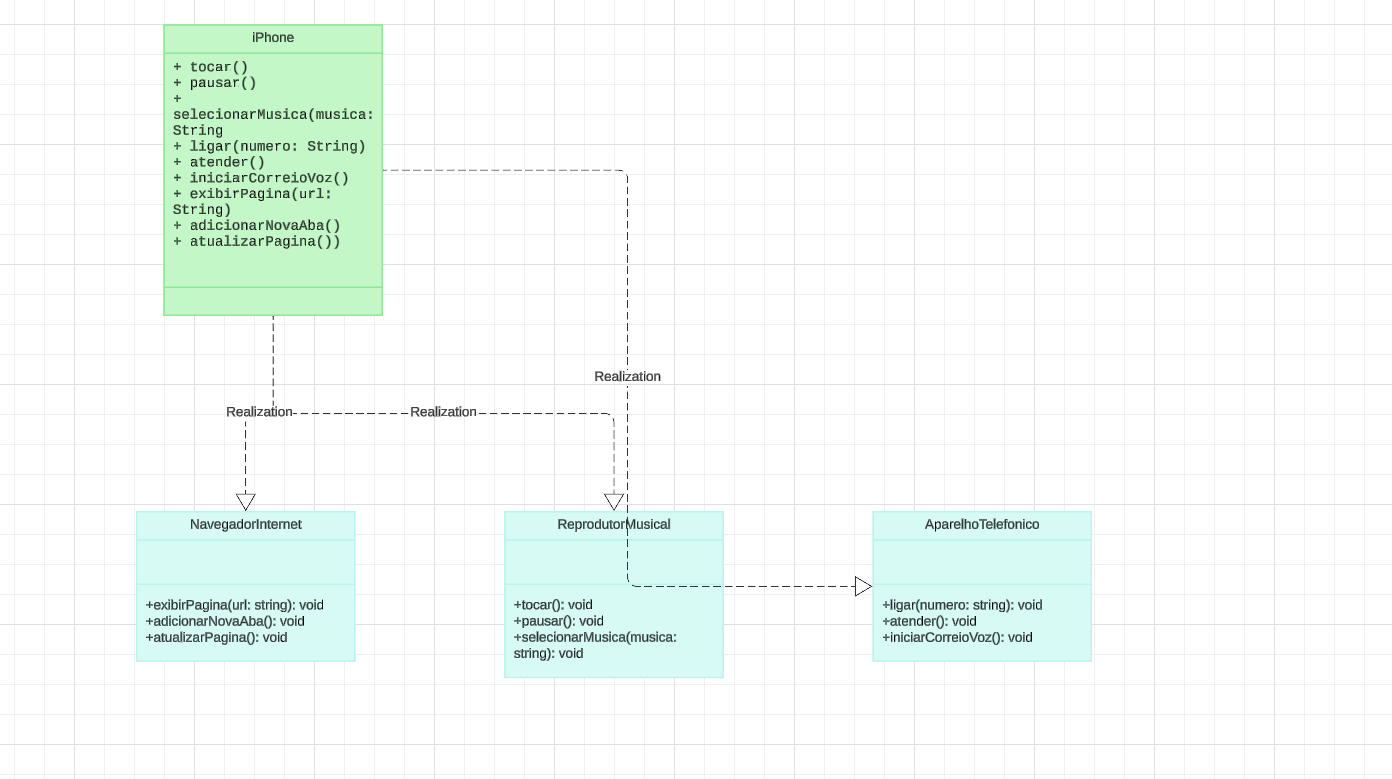 iPhone
+ tocar()
+ pausar()
+
selecionarMusica(musica:
String
+ ligar(numero: String)
+ atender()
+ iniciarCorreioVoz()
+ exibirPagina(url:
String)
+ adicionarNovaAba()
+ atualizarPagina())
Realization
Realization
Realization
NavegadorInternet
+exibirPagina(url: string): void
+adicionarNovaAba(): void
+atualizarPagina(): void
ReprodutorMusical
+tocar(): void
+pausar(): void
+selecionarMusica(musica:
string): void
AparelhoTelefonico
+ligar(numero: string): void
+atender(): void
+iniciarCorreioVoz(): void